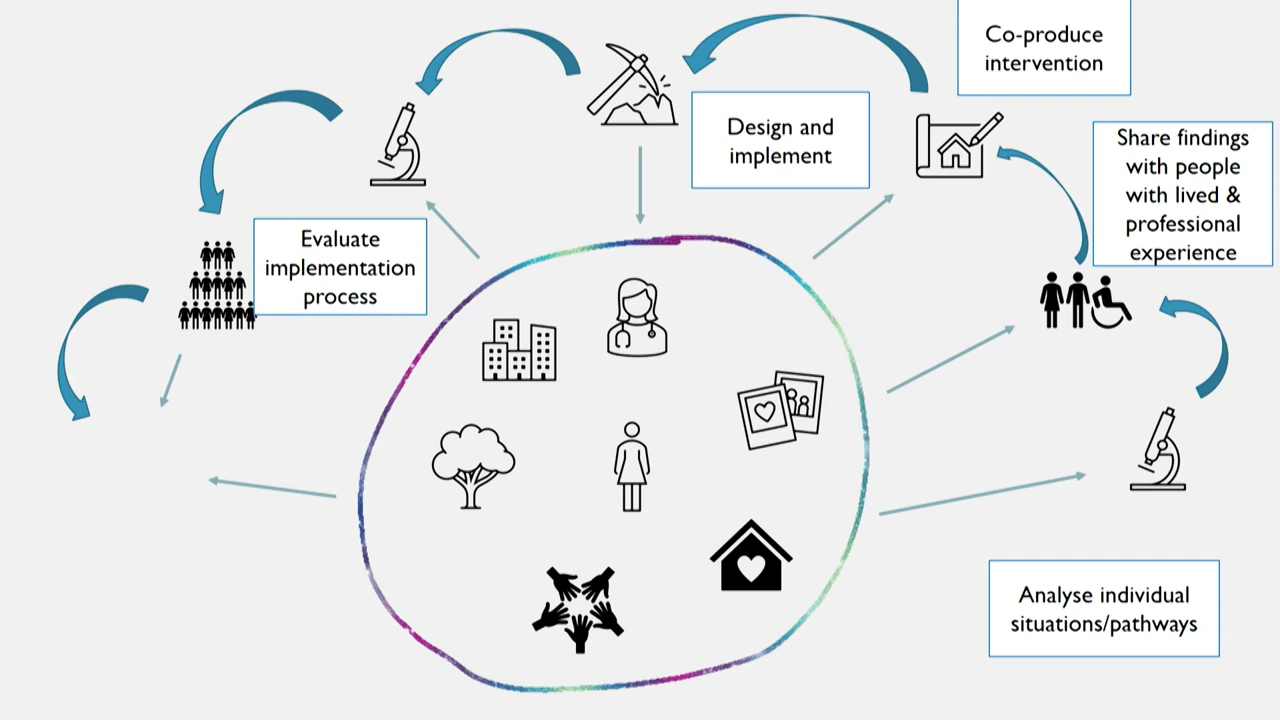 Co-produce
intervention
Design and
implement
Share findings
with people
with lived &
professional
experience
Evaluate
implementation
process
Analyse individual
situations/pathways